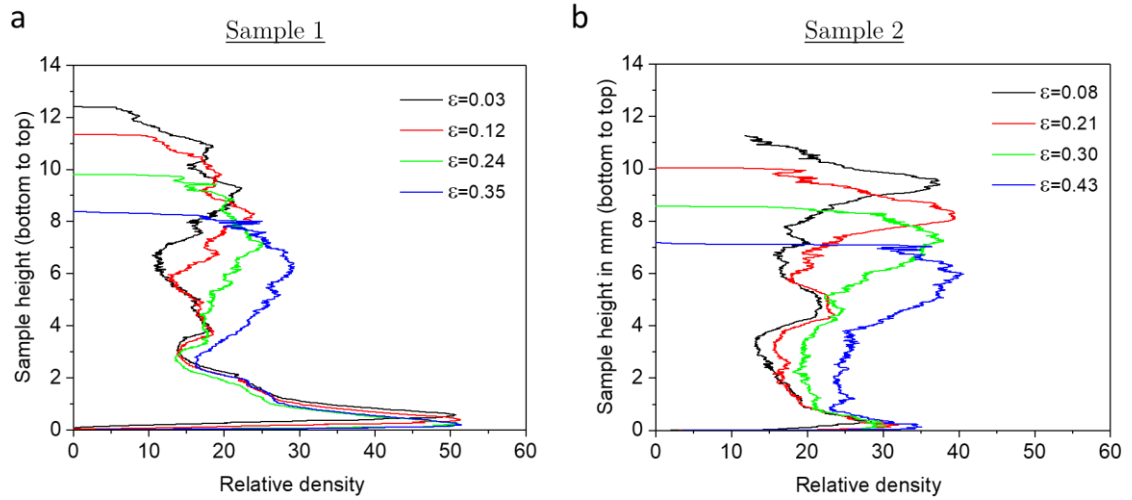 a
Sample 1
Sample height (bottom to top)
14
12
10
8
6
4
2
0
ε=0.03
ε=0.12
ε=0.24
ε=0.35
0 10 20 30 40 50 60
Relative density
b
Sample 2
Sample height in mm (bottom to top)
14
12
10
8
6
4
2
0
ε=0.08
ε=0.21
ε=0.30
ε=0.43
0 10 20 30 40 50 60
Relative density